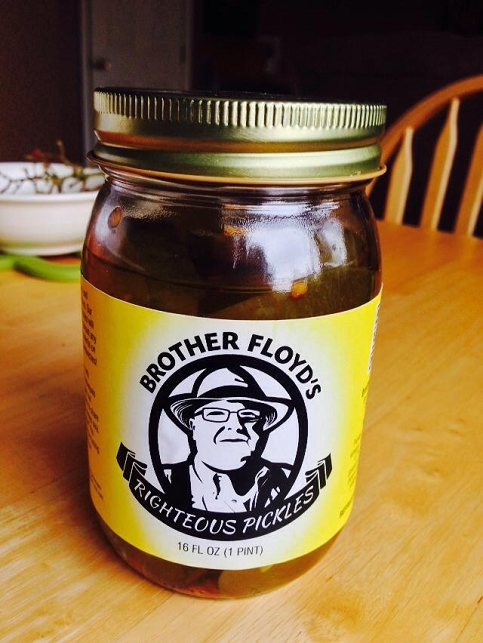 BROTHER FLOYD'S
RIGHTEOUS PICKLES
16 FL OZ (1 PINT)